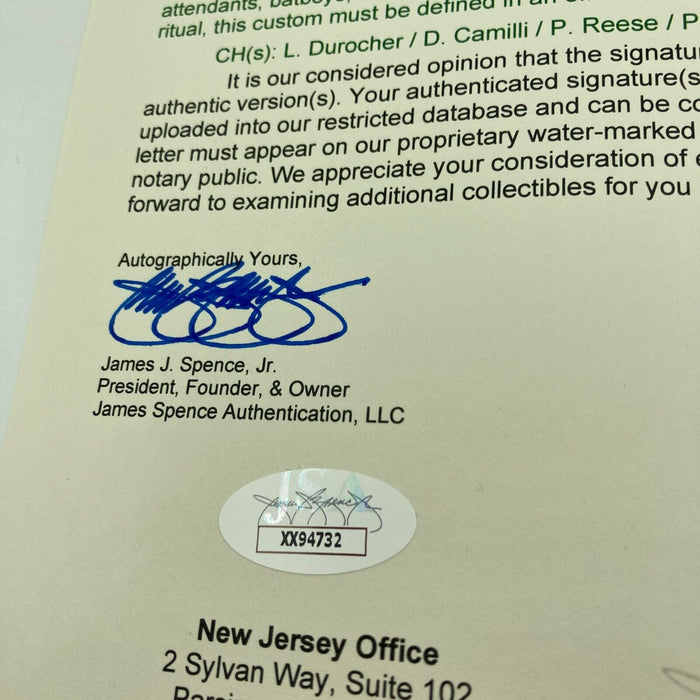 attendants,
ritual, this custom must be defined in an
CH(s): L. Durocher / D. Camilli / P. Reese / P
It is our considered opinion that the signatu
authentic version(s). Your authenticated signature(s
uploaded into our restricted database and can be co
letter must appear on our proprietary water-marked
notary public. We appreciate your consideration of
forward to examining additional collectibles for you
Autographically Yours,
James J. Spence, Jr.
President, Founder, & Owner
James Spence Authentication, LLC
JSA
James Spence Jr
XX94732
New Jersey Office
2 Sylvan Way, Suite 102